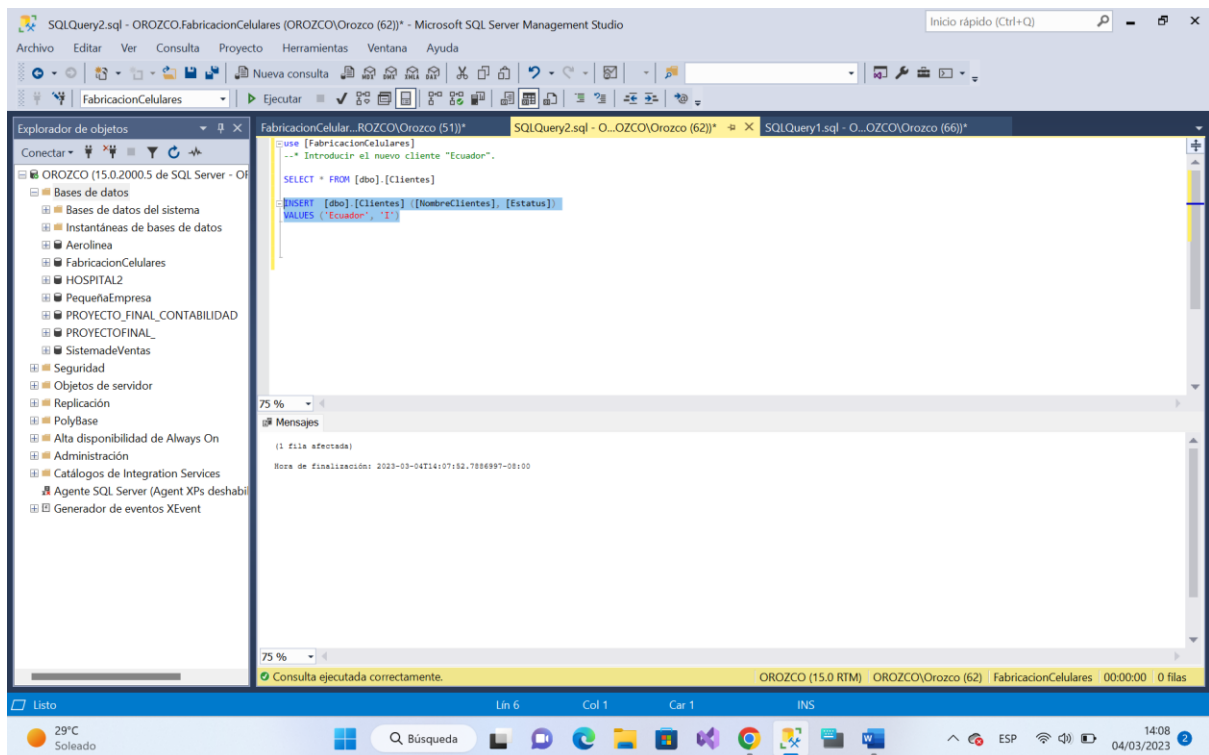 SQLQuery2.sql - OROZCO.FabricacionCelulares (OROZCO\Orozco (62))* - Microsoft SQL Server Management Studio
Inicio rápido (Ctrl+Q)
Archivo Editar Ver Consulta Proyecto Herramientas Ventana Ayuda
Nueva consulta
FabricacionCelulares
Ejecutar
Explorador de objetos
Conectar
OROZCO (15.0.2000.5 de SQL Server - OR
Bases de datos
Bases de datos del sistema
Instantáneas de bases de datos
Aerolinea
FabricacionCelulares
HOSPITAL2
PequeñaEmpresa
PROYECTO_FINAL_CONTABILIDAD
PROYECTOFINAL_
SistemadeVentas
Seguridad
Objetos de servidor
Replicación
PolyBase
Alta disponibilidad de Always On
Administración
Catálogos de Integration Services
Agente SQL Server (Agent XPs deshabil
Generador de eventos XEvent
FabricacionCelular...ROZCO\Orozco (51))*
SQLQuery2.sql - O...OZCO\Orozco (62))*
SQLQuery1.sql - O...OZCO\Orozco (66))*
use [FabricacionCelulares]
--* Introducir el nuevo cliente "Ecuador".
SELECT * FROM [dbo].[Clientes]
INSERT [dbo].[Clientes] ([NombreClientes], [Estatus])
VALUES ('Ecuador', 'I')
75 %
Mensajes
(1 fila afectada)
Hora de finalización: 2023-03-04T14:07:52.7886997-08:00
75 %
Consulta ejecutada correctamente.
OROZCO (15.0 RTM) OROZCO\Orozco (62) FabricacionCelulares 00:00:00 0 filas
Listo
Lín 6 Col 1 Car 1 INS
29°C
Soleado
Búsqueda
ESP
14:08
04/03/2023
2